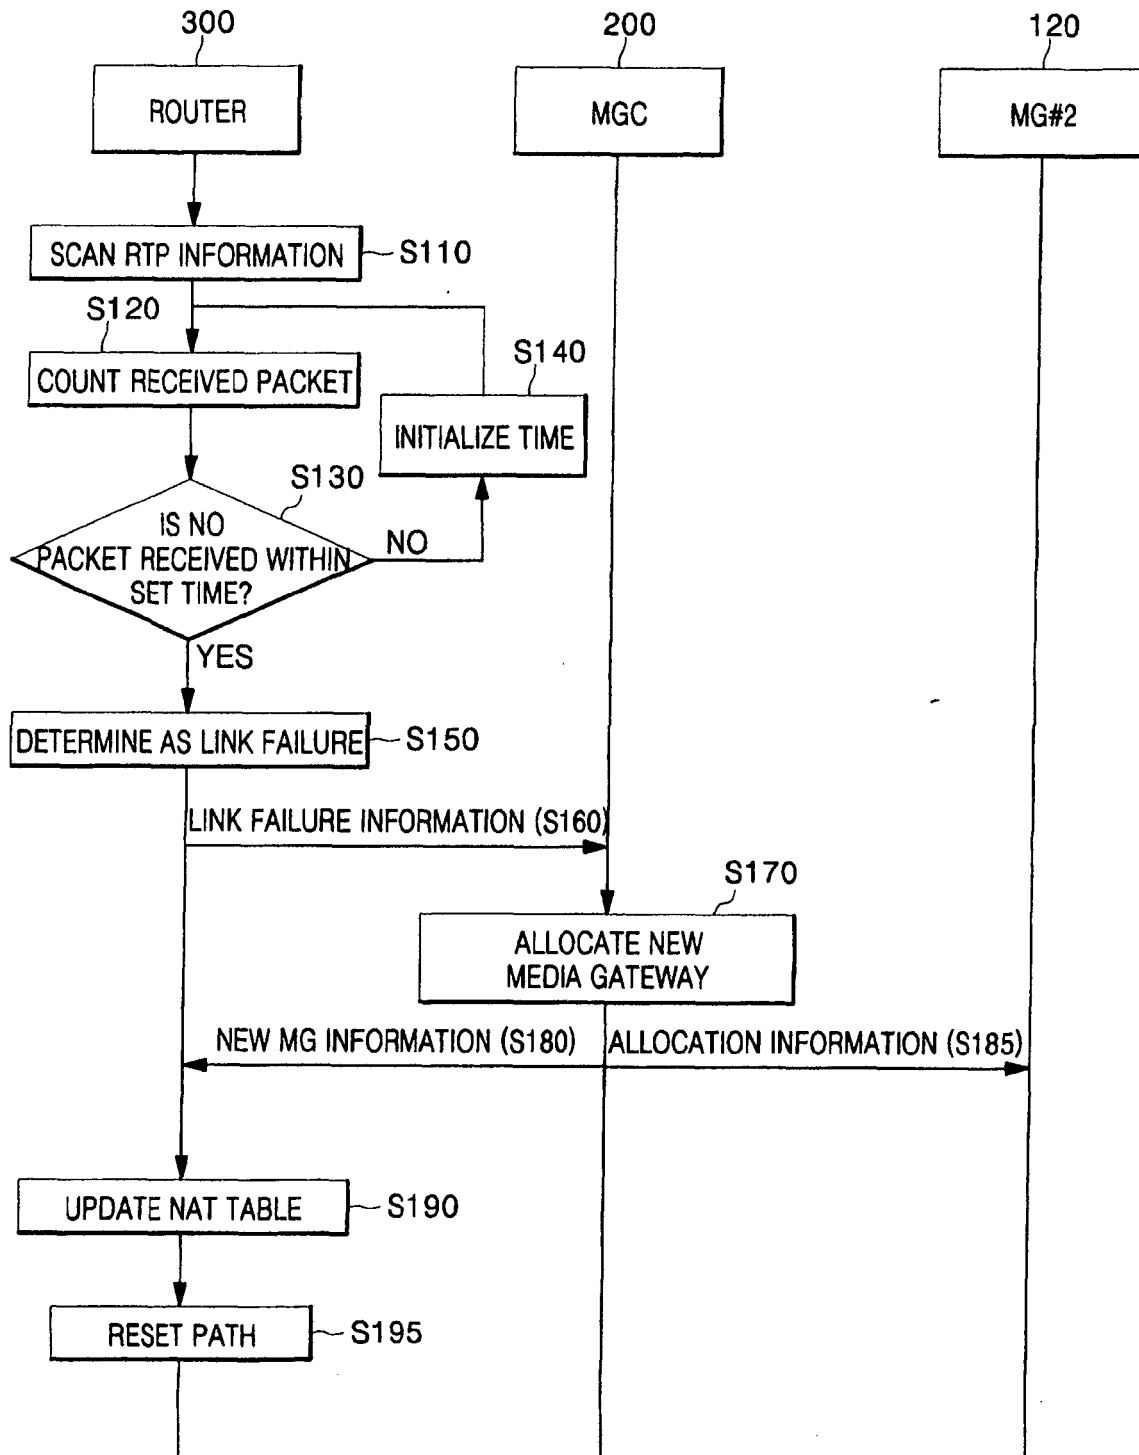 300
200
120
ROUTER
MGC
MG#2
SCAN RTP INFORMATION
S110
S120
COUNT RECEIVED PACKET
S140
INITIALIZE TIME
S130
IS NO
PACKET RECEIVED WITHIN
SET TIME?
NO
YES
DETERMINE AS LINK FAILURE
S150
LINK FAILURE INFORMATION (S160)
S170
ALLOCATE NEW
MEDIA GATEWAY
NEW MG INFORMATION (S180)
ALLOCATION INFORMATION (S185)
UPDATE NAT TABLE
S190
RESET PATH
S195